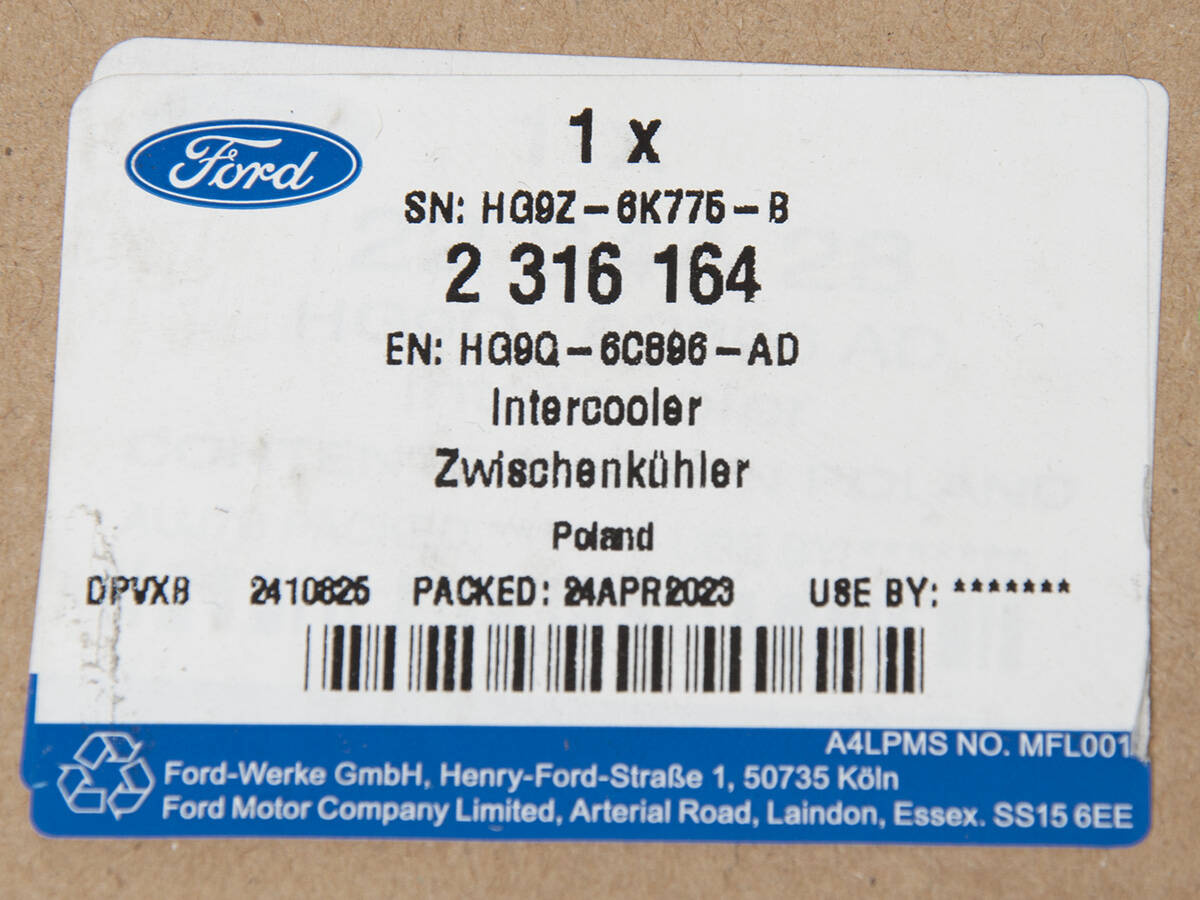 Ford
1 x
SN: HG9Z-6K775-B
2 316 164
EN: HG9Q-6C896-AD
Intercooler
Zwischenkühler
Poland
DPVXB 2410825 PACKED: 24APR2023 USE BY: *******
A4LPMS NO. MFL001
Ford-Werke GmbH, Henry-Ford-Straße 1, 50735 Köln
Ford Motor Company Limited, Arterial Road, Laindon, Essex. SS15 6EE